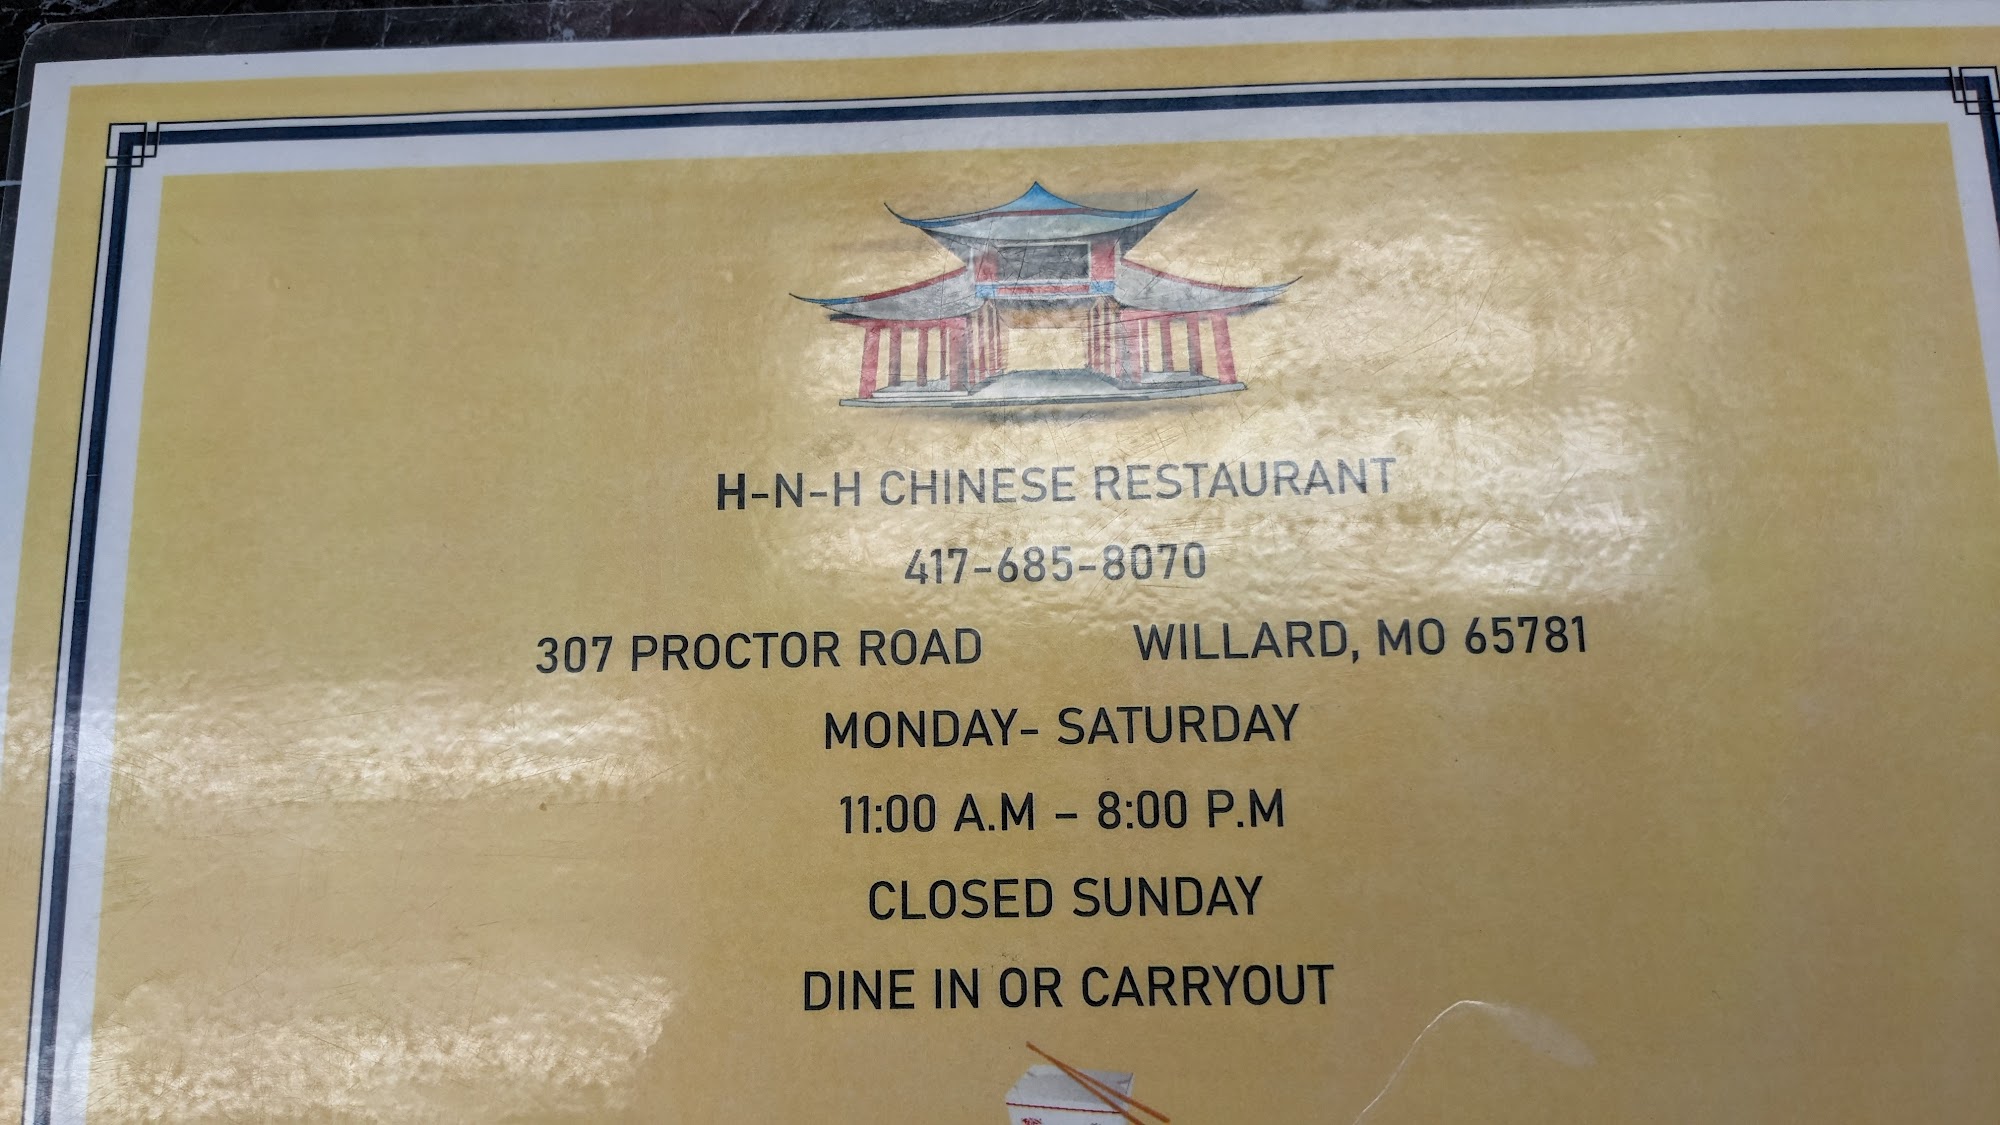 H-N-H CHINESE RESTAURANT
417-685-8070
307 PROCTOR ROAD WILLARD, MO 65781
MONDAY- SATURDAY
11:00 A.M – 8:00 P.M
CLOSED SUNDAY
DINE IN OR CARRYOUT